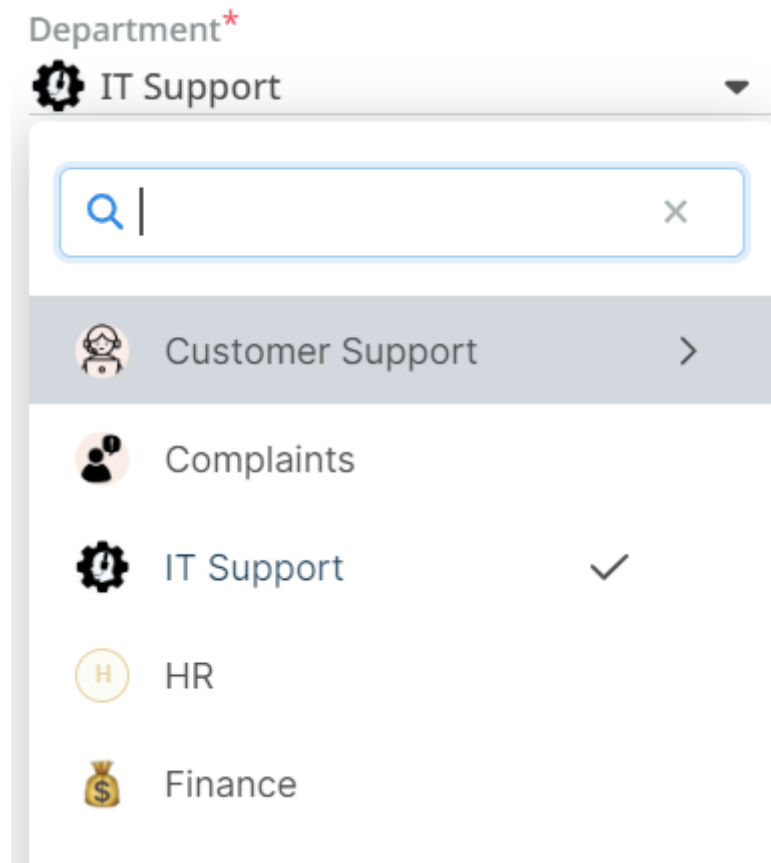 Department*
IT Support
Customer Support
Complaints
IT Support
H HR
$ Finance